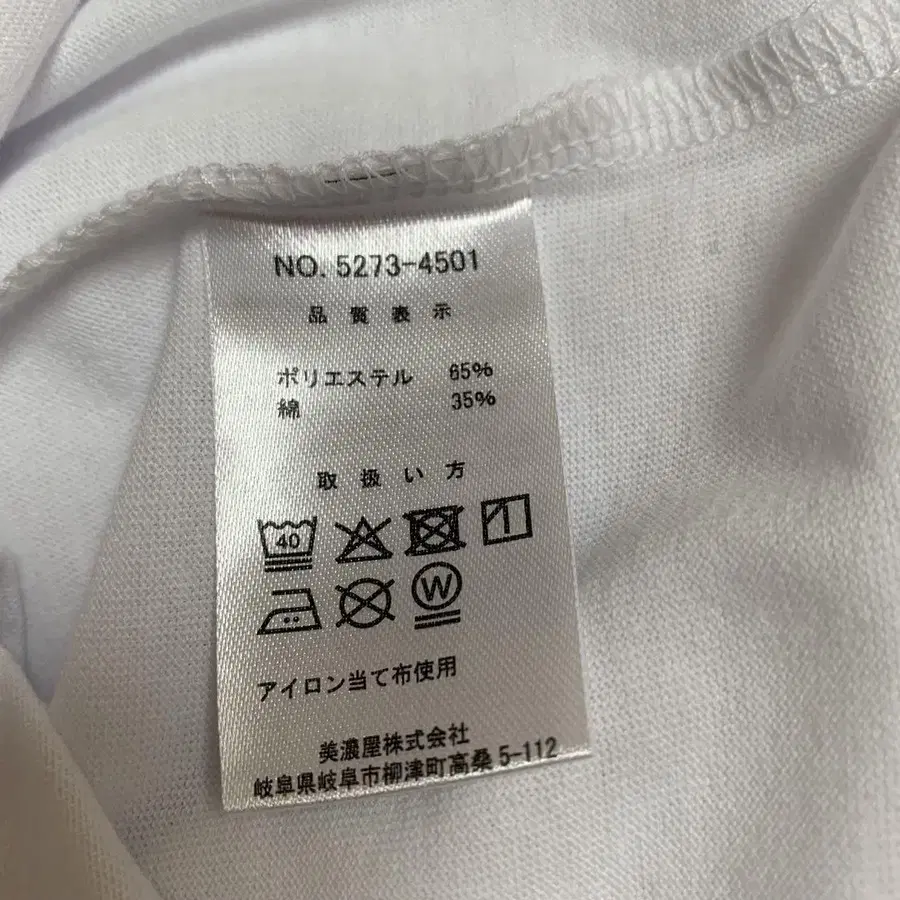 NO. 5273-4501
品質表示
ポリエステル 65%
綿 35%
取扱い方
40
W
アイロン当て布使用
美濃屋株式会社
岐阜県岐阜市柳津町高桑5-112